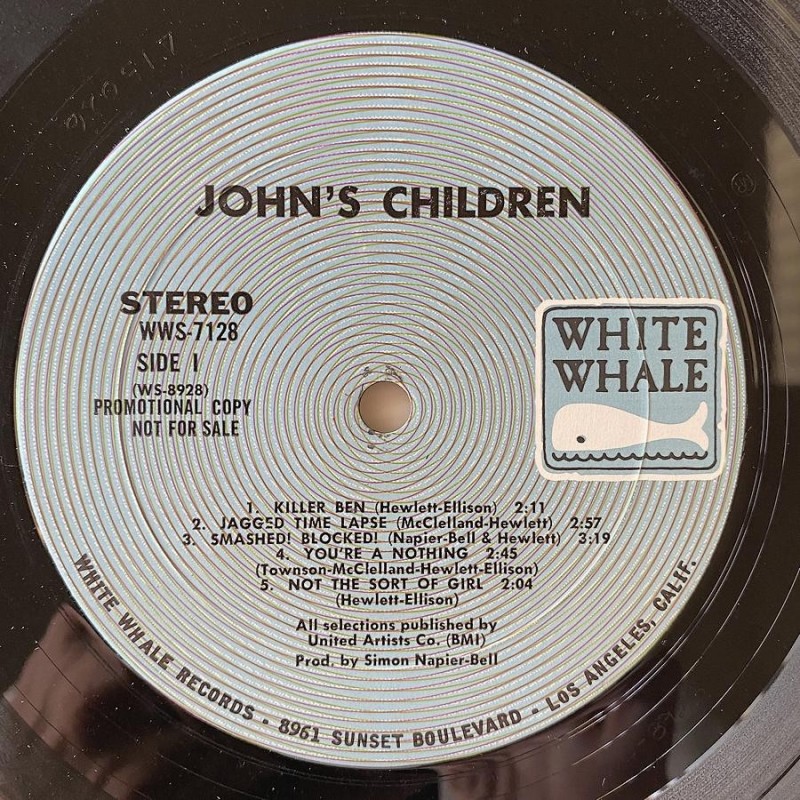 JOHN'S CHILDREN
STEREO
WWS-7128
SIDE 1
(WS-8928)
PROMOTIONAL COPY
NOT FOR SALE
WHITE
WHALE
1. KILLER BEN (Hewlett-Ellison) 2:11
2. JAGGED TIME LAPSE (McClelland-Hewlett) 2:57
3. SMASHED! BLOCKED! (Napier-Bell & Hewlett) 3:19
4. YOU'RE A NOTHING 2:45
(Townson-McClelland-Hewlett-Ellison)
5. NOT THE SORT OF GIRL 2:04
(Hewlett-Ellison)
All selections published by
United Artists Co. (BMI)
Prod. by Simon Napier-Bell
WHITE WHALE RECORDS • 8961 SUNSET BOULEVARD • LOS ANGELES, CALIF.